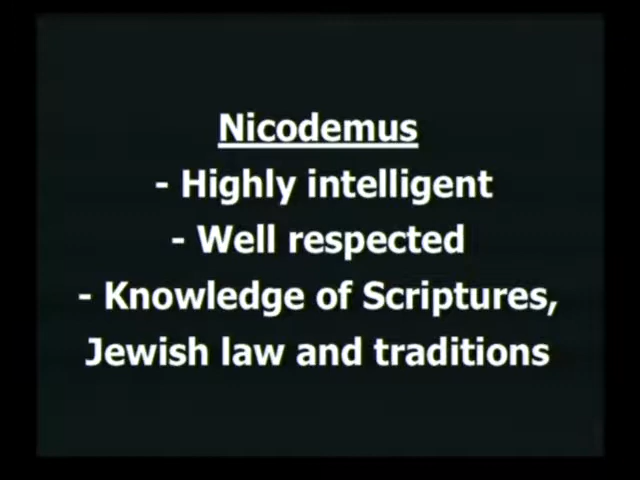 Nicodemus
- Highly intelligent
- Well respected
- Knowledge of Scriptures,
Jewish law and traditions